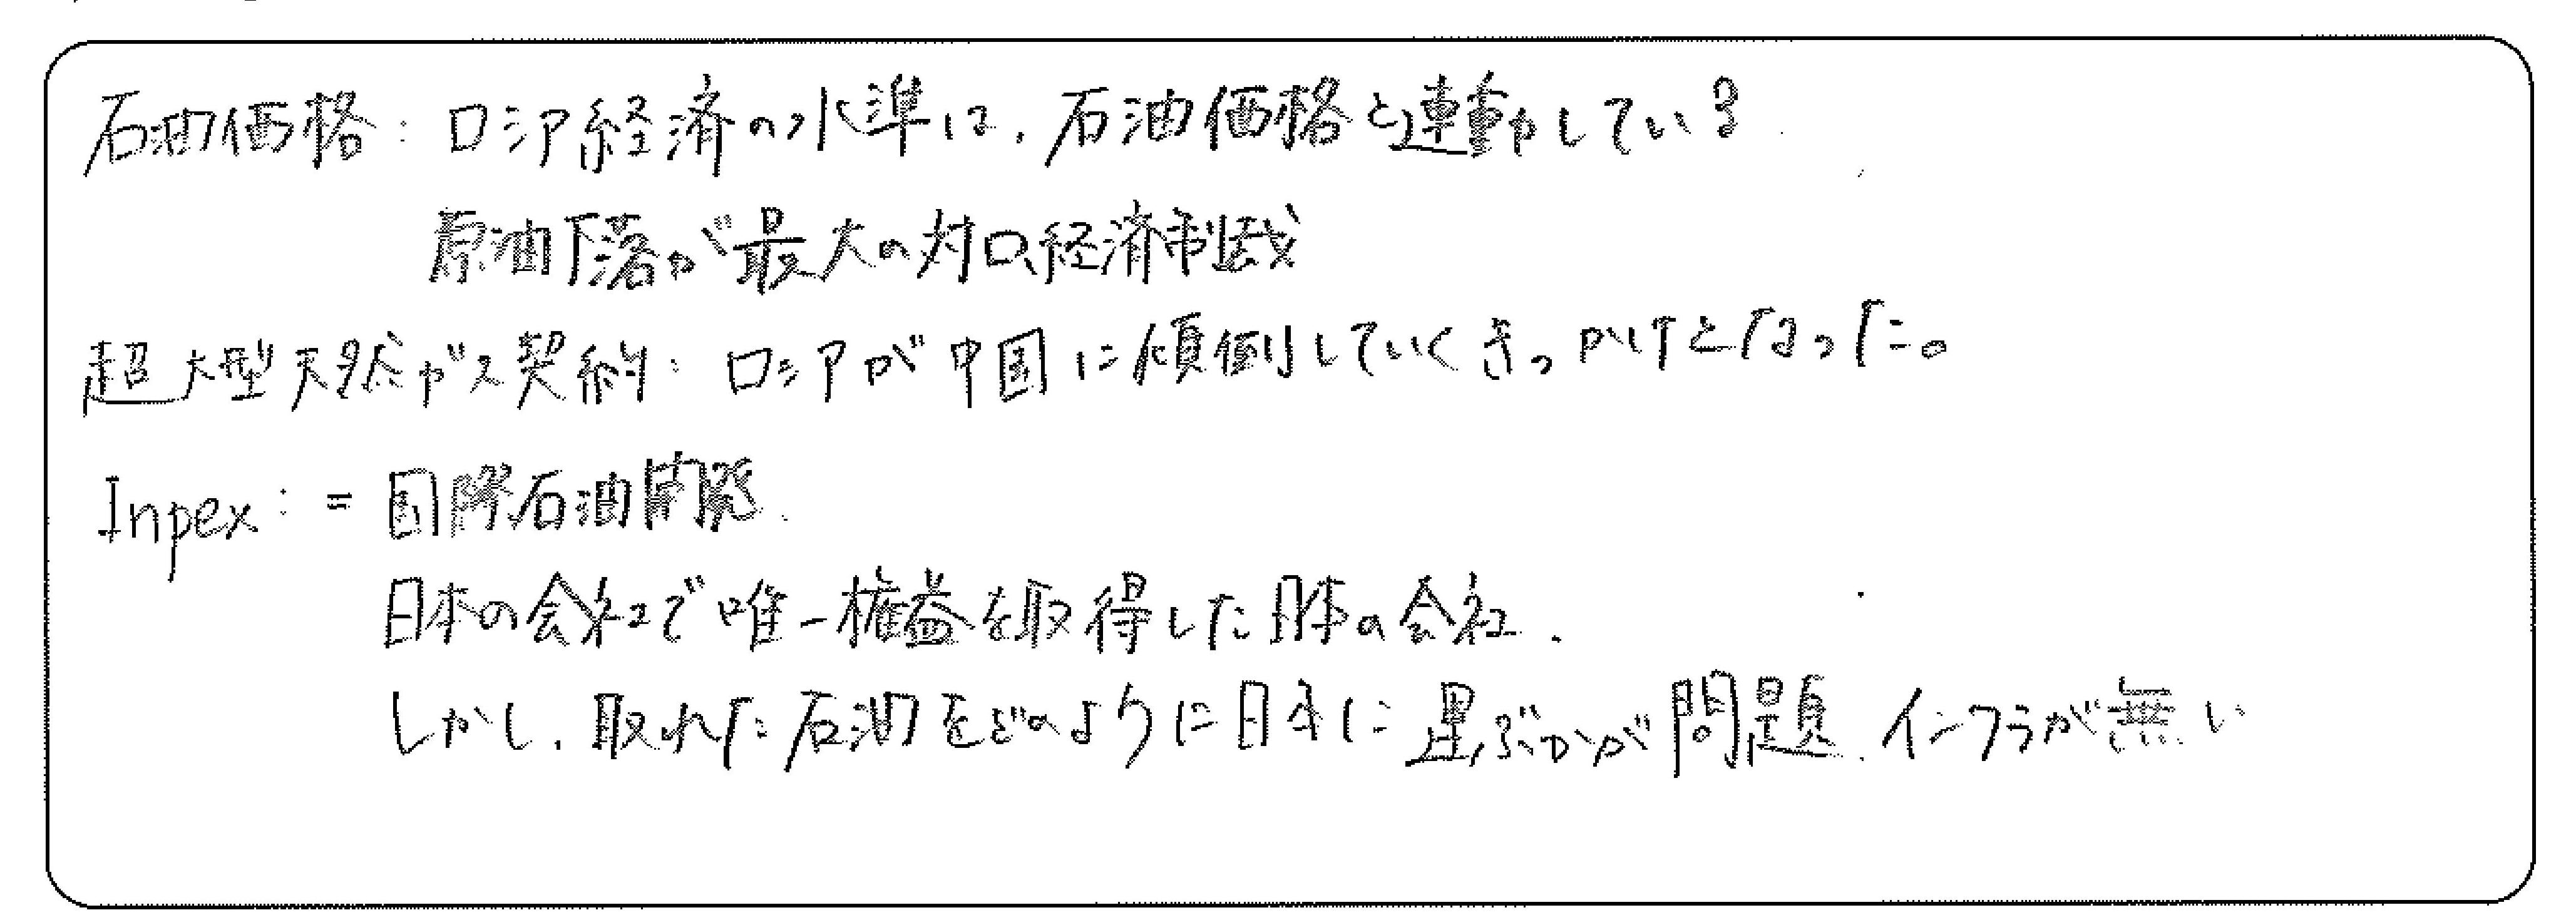 石油価格：ロシア経済の水準は、石油価格と連動している
原油下落が最大の対ロ経済制裁
超大型天然ガス契約：ロシアが中国に傾倒していくきっかけとなった。
Inpex：＝国際石油開発
日本の会社で唯一権益を取得した日本の会社．
しかし、取れた石油をどのように日本に運ぶかが問題．インフラが無い